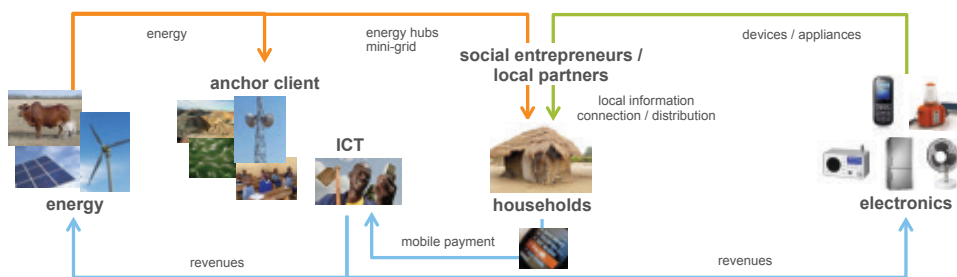 energy
energy hubs
mini-grid
social entrepreneurs /
local partners
devices / appliances
anchor client
local information
connection / distribution
ICT
energy
households
electronics
mobile payment
revenues
revenues